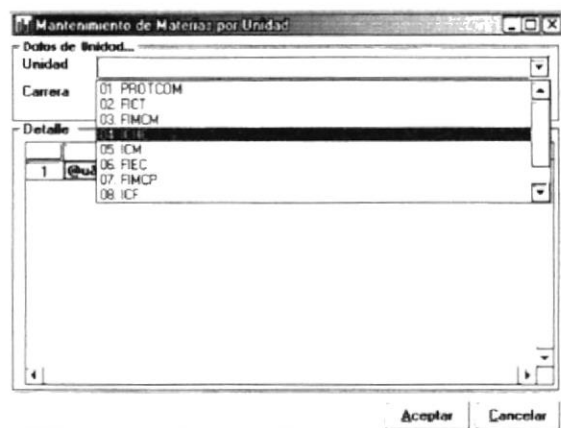 Mantenimiento de Materias por Unidad
Datos de Unidad...
Unidad
Carrera
01 PROTCOM
02 FICT
03 FIMCM
04
05 ICM
06 FIEC
07 FIMCP
08 ICF
Detalle
1
Aceptar
Cancelar